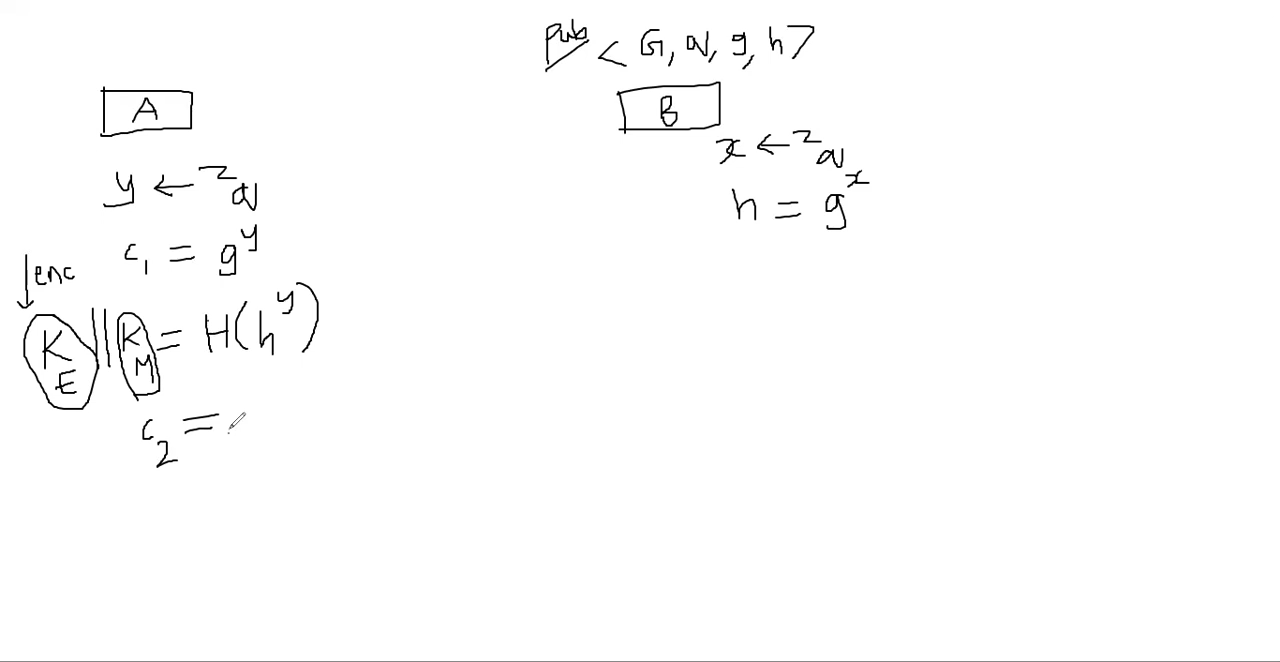 pub < G, q, g, h >
A
B
x ← Z_q
h = g^x
y ← Z_q
c_1 = g^y
↓enc
K_E || K_M = H(h^y)
c_2 =